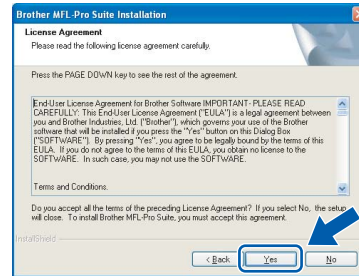 Brother MFL-Pro Suite Installation
License Agreement
Please read the following license agreement carefully.
Press the PAGE DOWN key to see the rest of the agreement.
End-User License Agreement for Brother Software IMPORTANT- PLEASE READ
CAREFULLY: This End-User License Agreement ("EULA") is a legal agreement between
you and Brother Industries, Ltd. ("Brother"), which governs your use of the Brother
software that will be installed if you press the "Yes" button on this Dialog Box
("SOFTWARE"). By pressing "Yes", you agree to be legally bound by the terms of this
EULA. If you do not agree to the terms of this EULA, you obtain no license to the
SOFTWARE. In such case, you may not use the SOFTWARE.
Terms and Conditions.
Do you accept all the terms of the preceding License Agreement? If you select No, the setup
will close. To install Brother MFL-Pro Suite, you must accept this agreement.
InstallShield
< Back
Yes
No